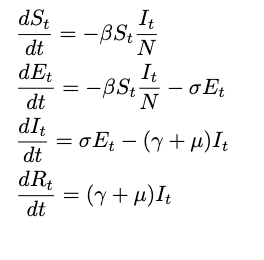 dS_t/dt = −βS_t I_t/N
dE_t/dt = −βS_t I_t/N − σE_t
dI_t/dt = σE_t − (γ + μ)I_t
dR_t/dt = (γ + μ)I_t